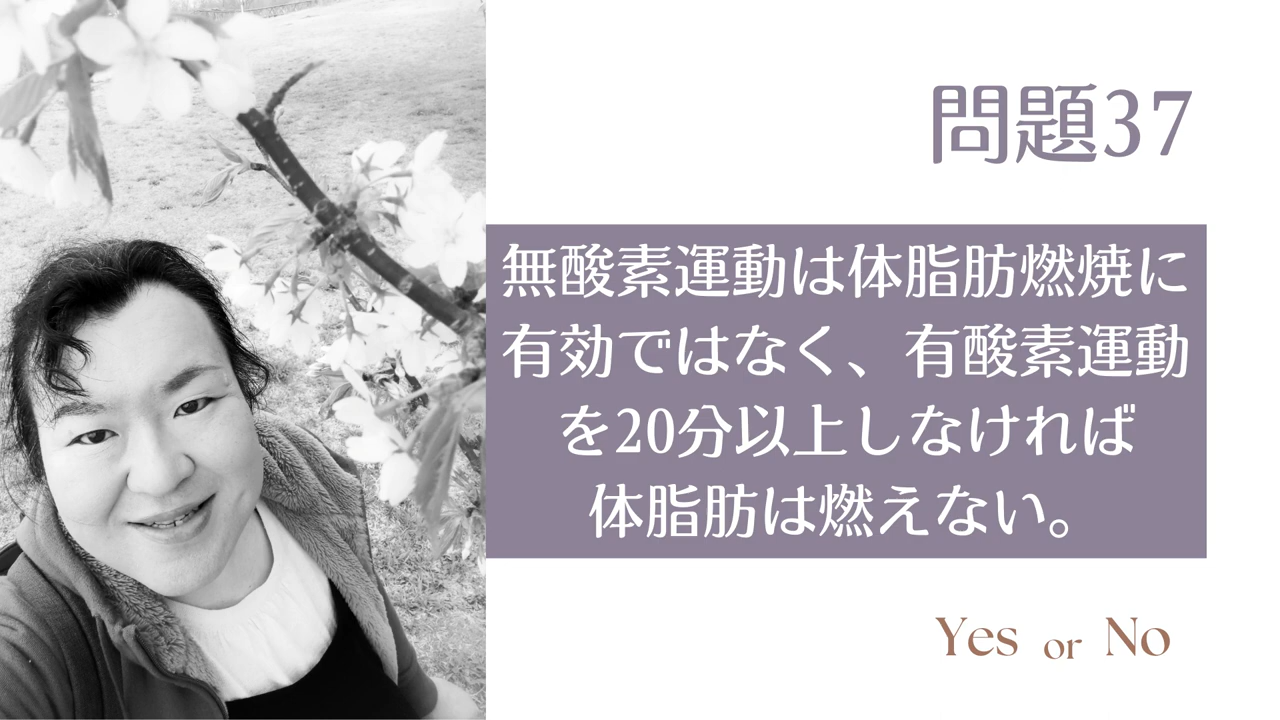 問題37
無酸素運動は体脂肪燃焼に
有効ではなく、有酸素運動
を20分以上しなければ
体脂肪は燃えない。
Yes or No